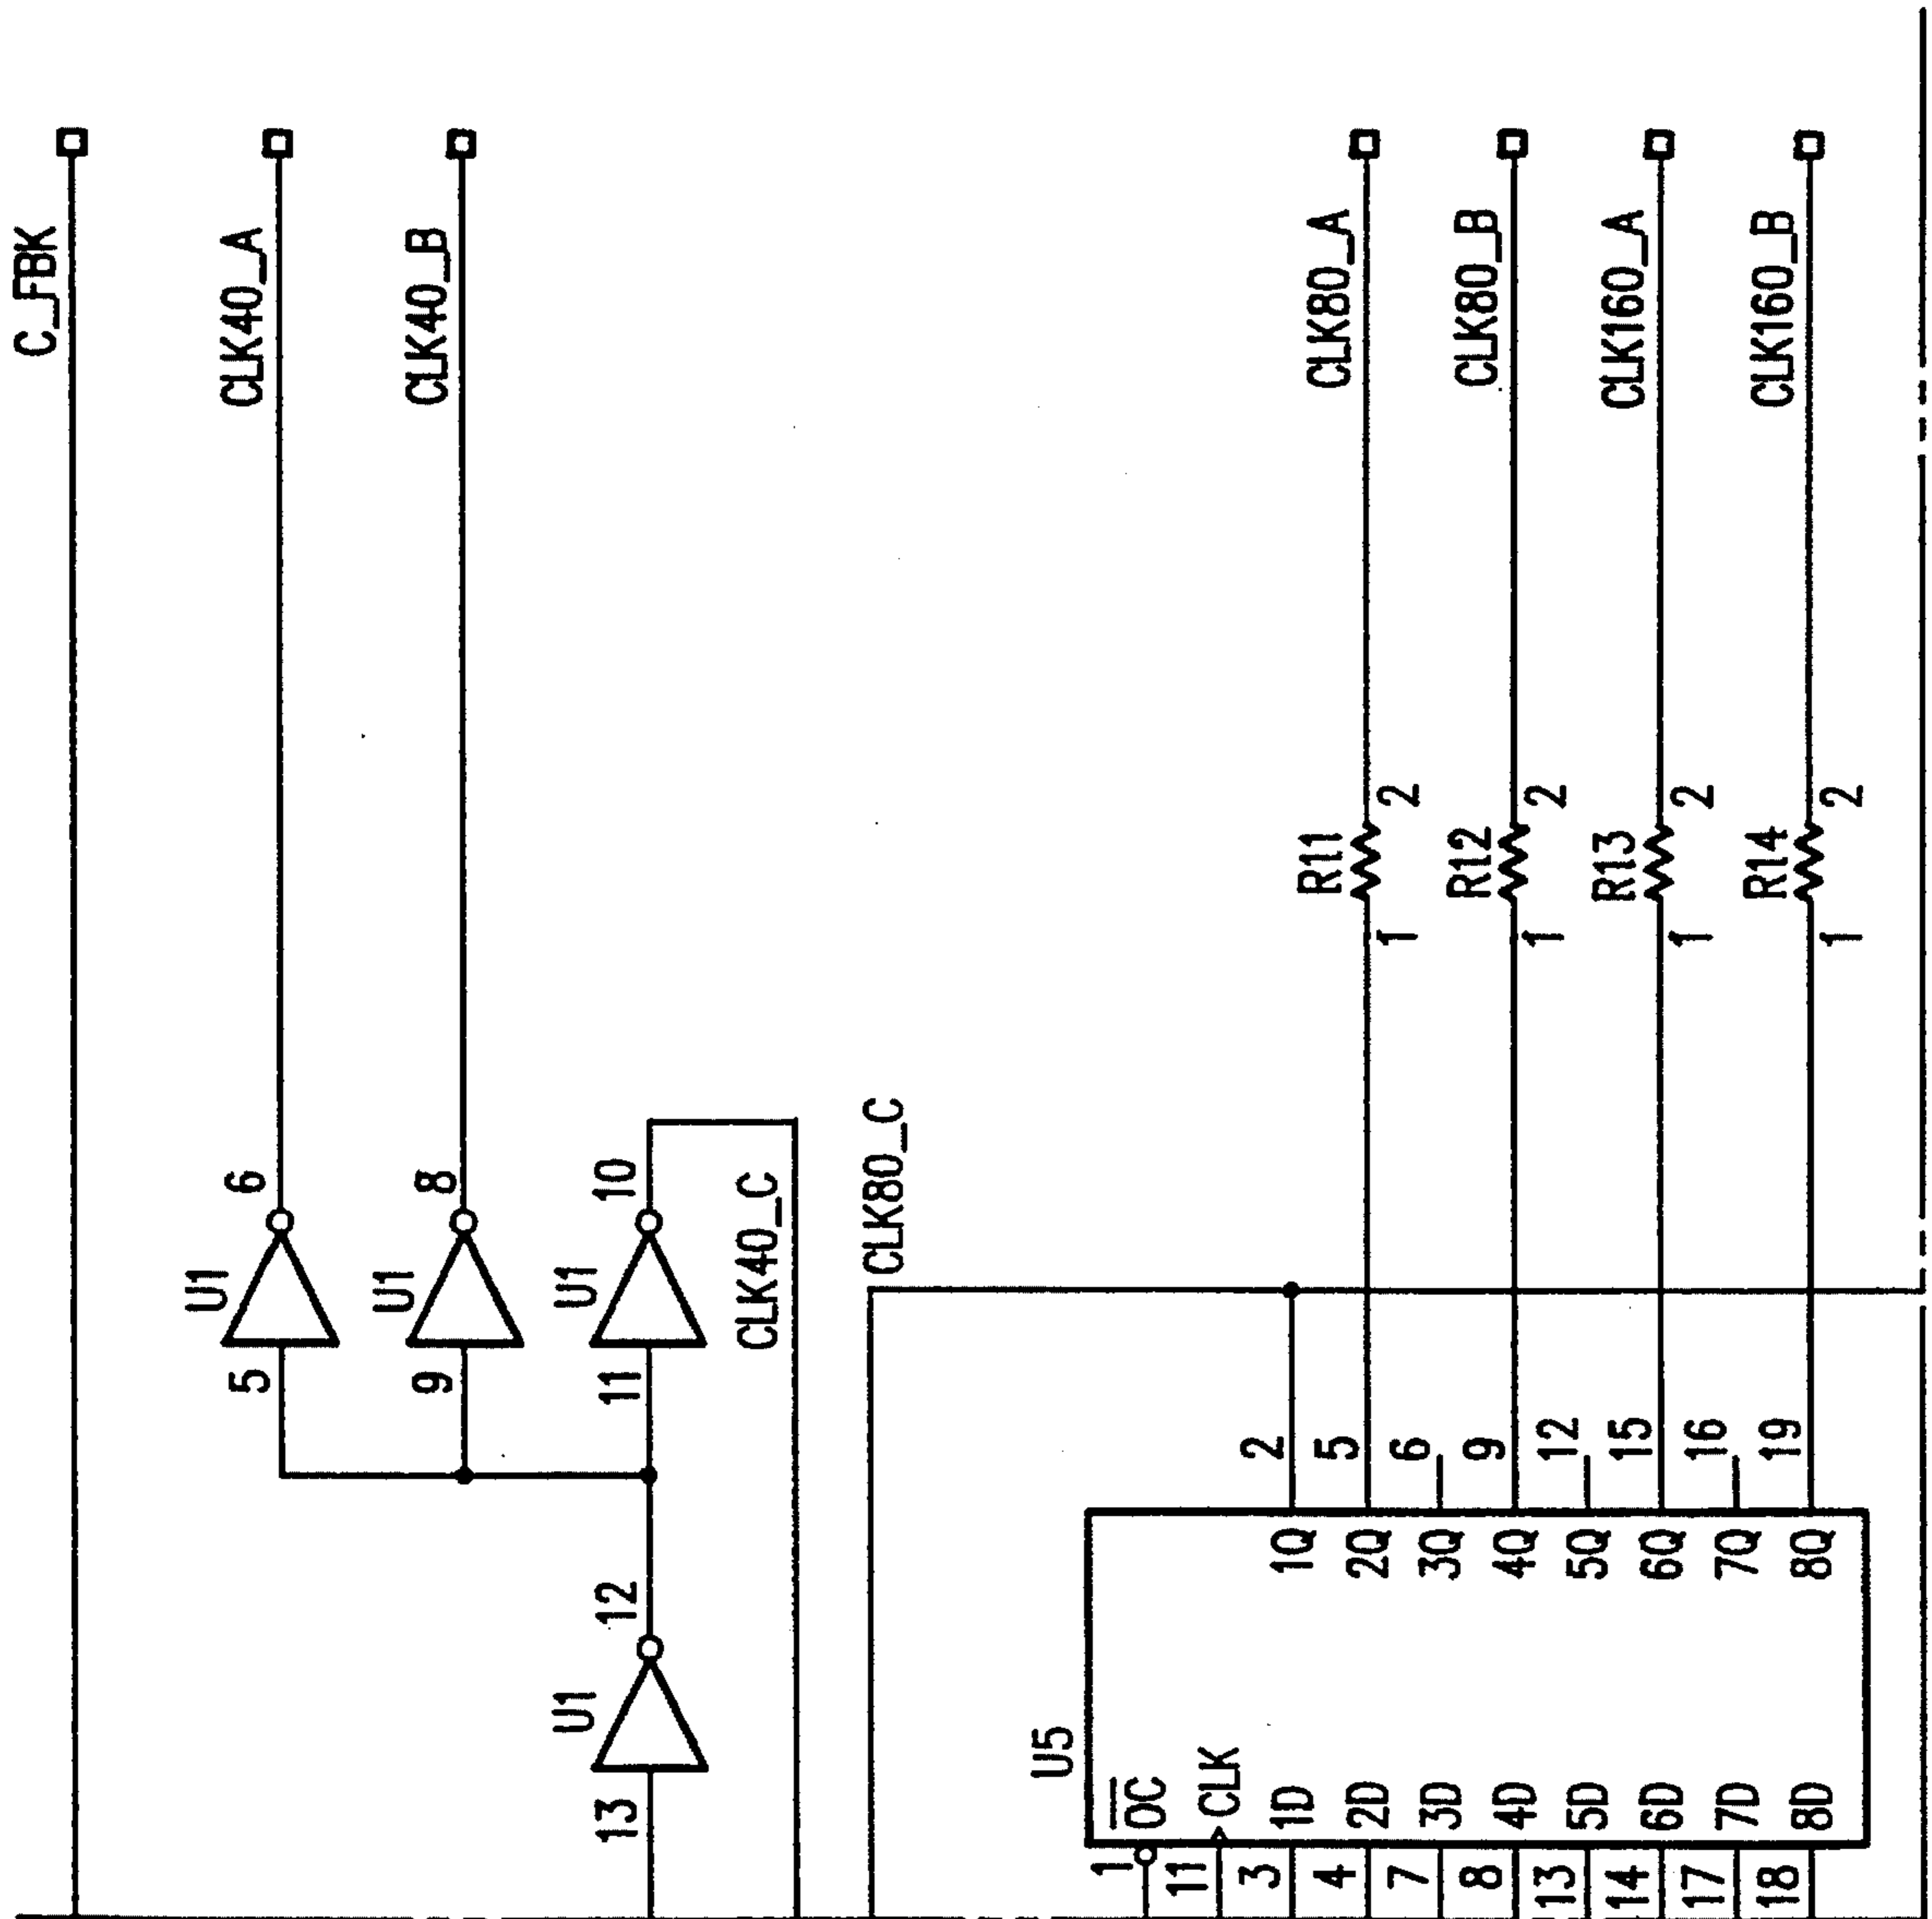 C_FBK
CLK40_A
CLK40_B
U1
5
6
U1
9
8
U1
11
10
U1
13
12
CLK40_C
CLK80_C
CLK80_A
CLK80_B
CLK160_A
CLK160_B
R11
1
2
R12
1
2
R13
1
2
R14
1
2
U5
1
OC
11
CLK
3
1D
1Q
2
4
2D
2Q
5
7
3D
3Q
6
8
4D
4Q
9
13
5D
5Q
12
14
6D
6Q
15
17
7D
7Q
16
18
8D
8Q
19